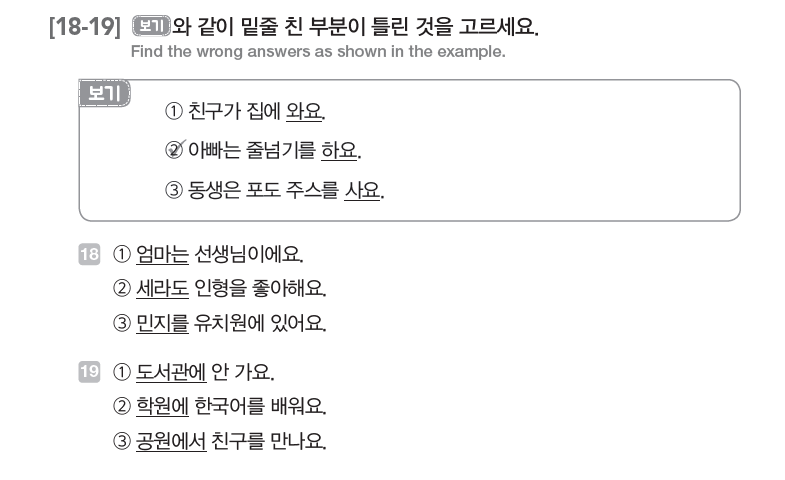 [18-19] 보기와 같이 밑줄 친 부분이 틀린 것을 고르세요.
Find the wrong answers as shown in the example.
보기
① 친구가 집에 와요.
② 아빠는 줄넘기를 하요.
③ 동생은 포도 주스를 사요.
18 ① 엄마는 선생님이에요.
② 세라도 인형을 좋아해요.
③ 민지를 유치원에 있어요.
19 ① 도서관에 안 가요.
② 학원에 한국어를 배워요.
③ 공원에서 친구를 만나요.